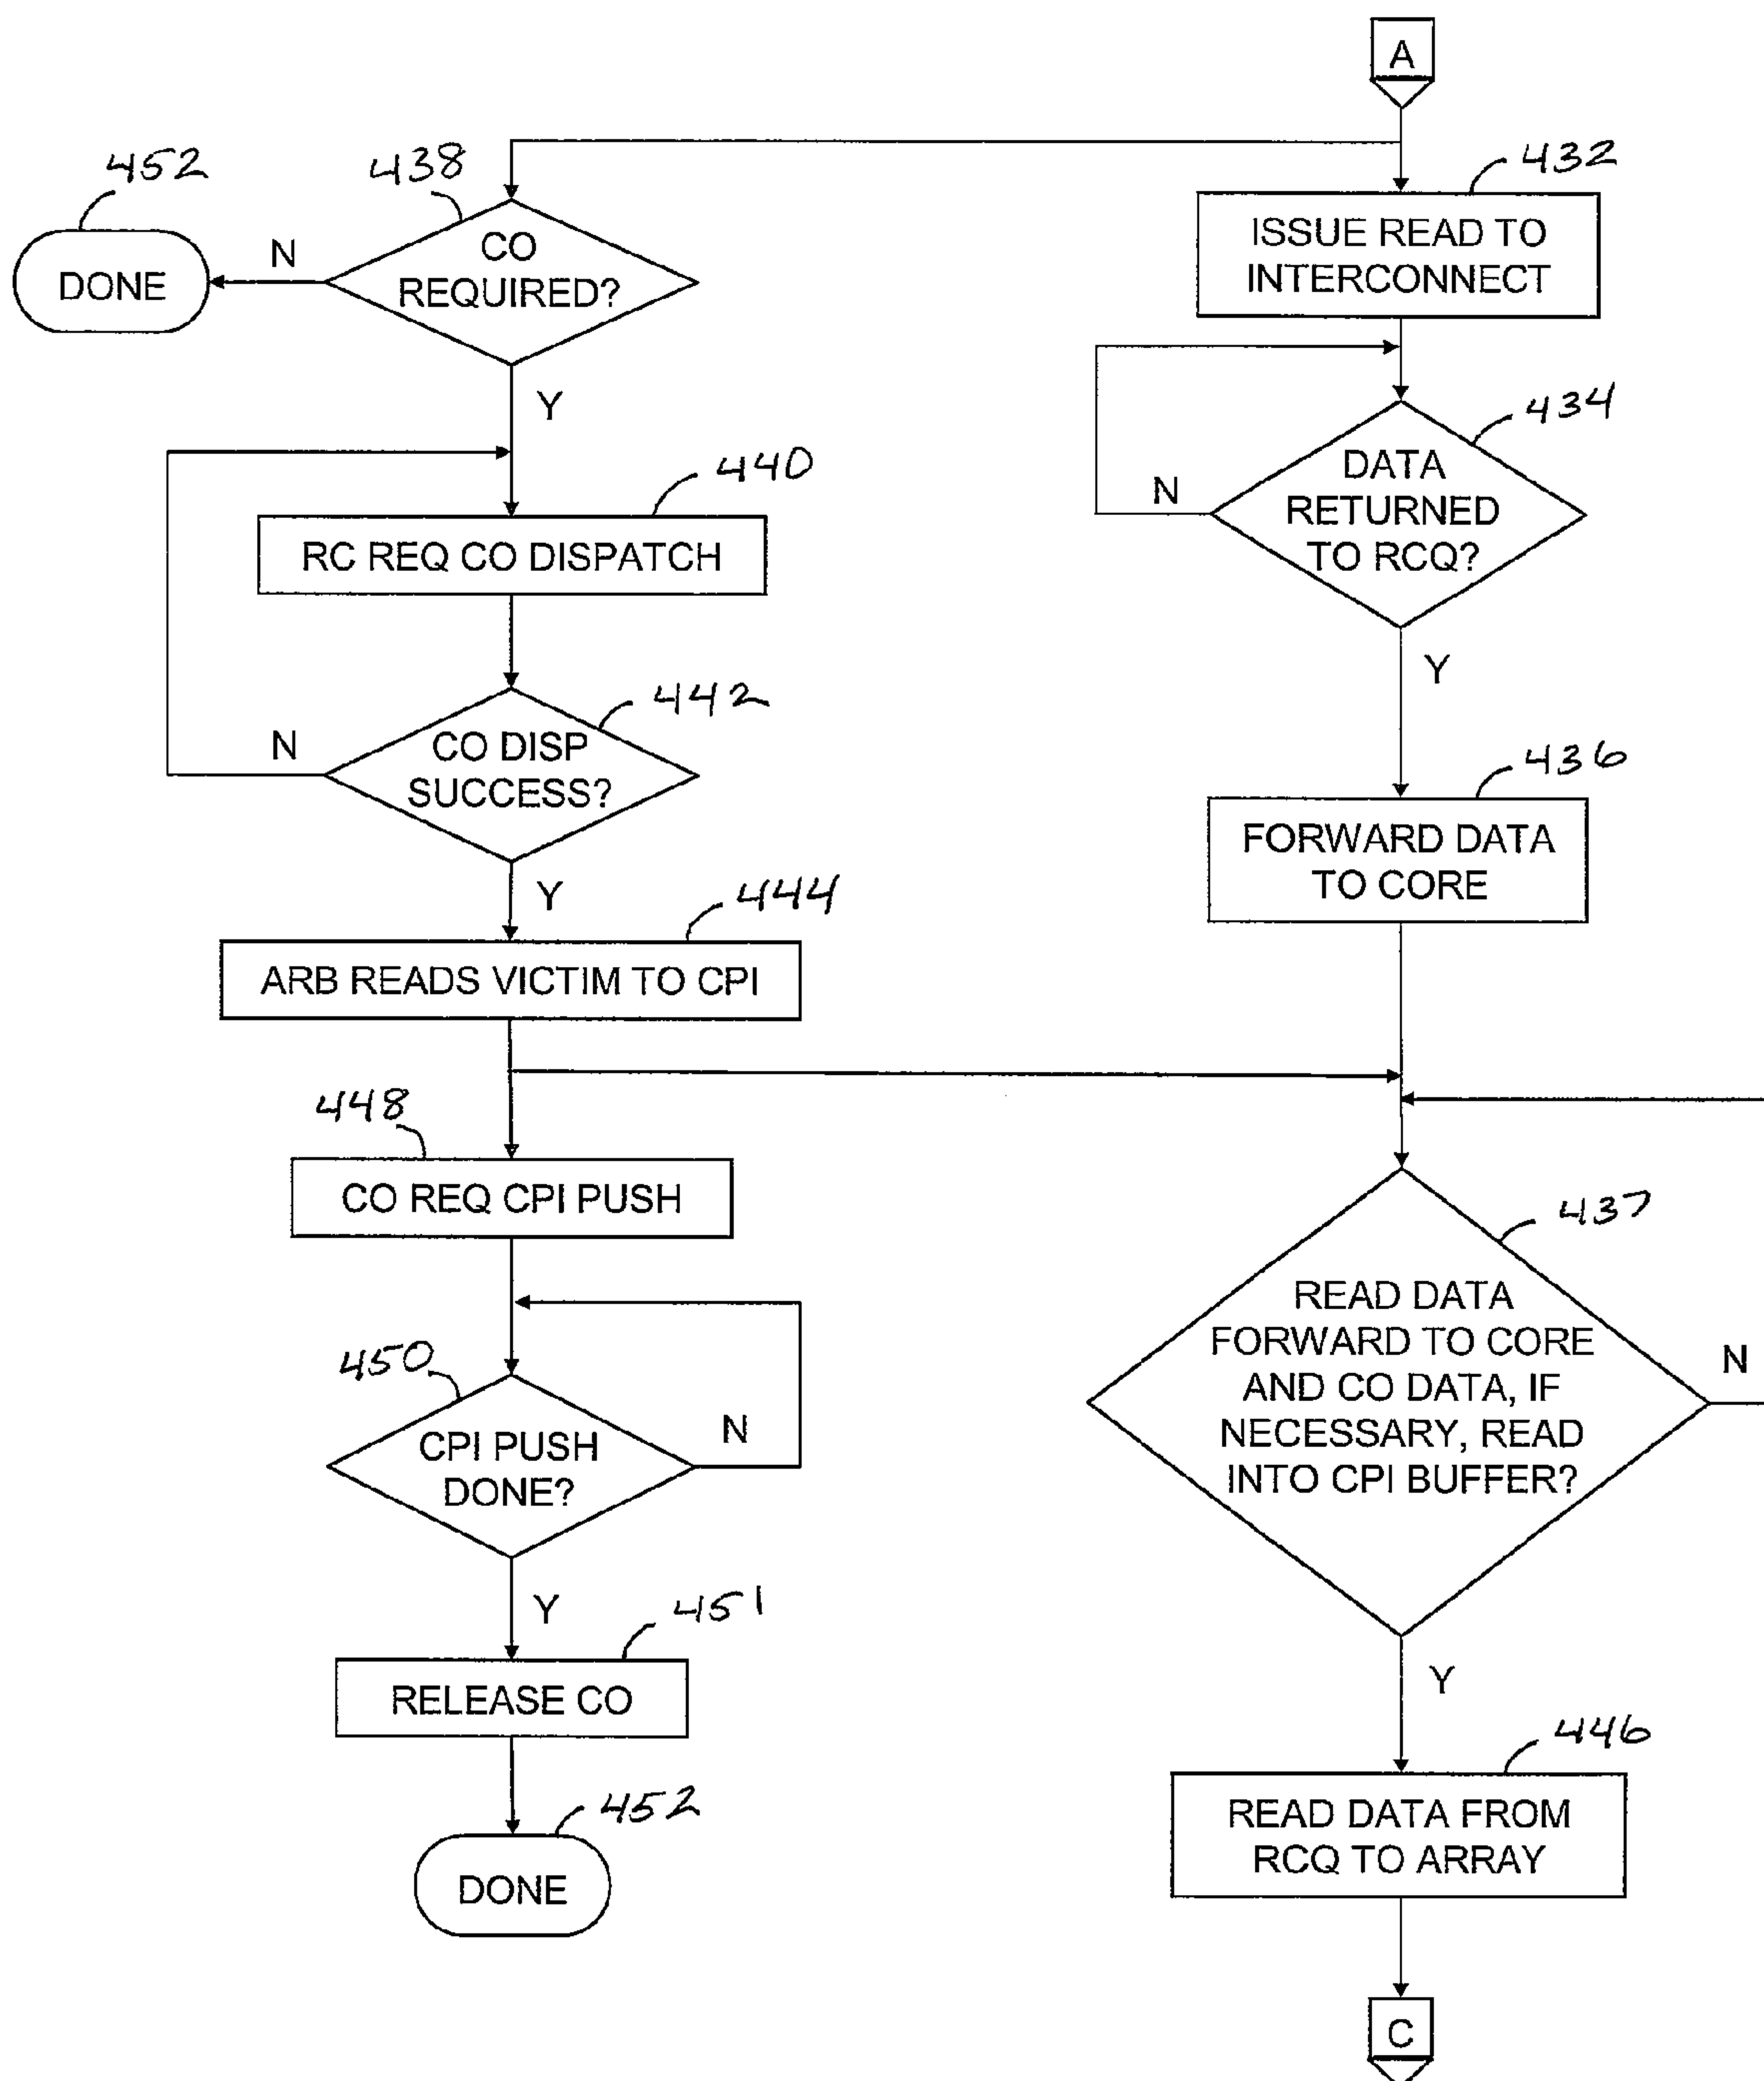 A
432
ISSUE READ TO
INTERCONNECT
452
DONE
438
N
CO
REQUIRED?
Y
434
DATA
RETURNED
TO RCQ?
N
Y
440
RC REQ CO DISPATCH
442
CO DISP
SUCCESS?
N
Y
436
FORWARD DATA
TO CORE
444
ARB READS VICTIM TO CPI
448
CO REQ CPI PUSH
437
READ DATA
FORWARD TO CORE
AND CO DATA, IF
NECESSARY, READ
INTO CPI BUFFER?
N
Y
450
CPI PUSH
DONE?
N
Y
451
RELEASE CO
452
DONE
446
READ DATA FROM
RCQ TO ARRAY
C